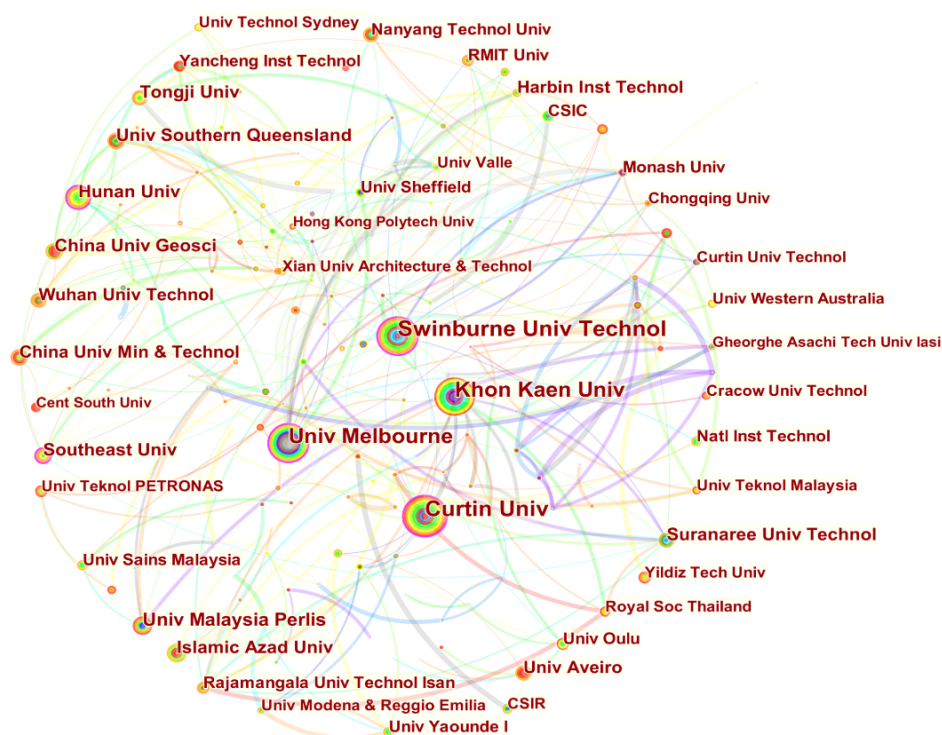 Univ Technol Sydney
Nanyang Technol Univ
RMIT Univ
Yancheng Inst Technol
Harbin Inst Technol
Tongji Univ
CSIC
Univ Southern Queensland
Univ Valle
Monash Univ
Univ Sheffield
Hunan Univ
Chongqing Univ
Hong Kong Polytech Univ
China Univ Geosci
Curtin Univ Technol
Xian Univ Architecture & Technol
Wuhan Univ Technol
Univ Western Australia
Swinburne Univ Technol
Gheorghe Asachi Tech Univ Iasi
China Univ Min & Technol
Khon Kaen Univ
Cracow Univ Technol
Cent South Univ
Univ Melbourne
Natl Inst Technol
Southeast Univ
Univ Teknol PETRONAS
Univ Teknol Malaysia
Curtin Univ
Suranaree Univ Technol
Univ Sains Malaysia
Yildiz Tech Univ
Royal Soc Thailand
Univ Malaysia Perlis
Univ Oulu
Islamic Azad Univ
Univ Aveiro
Rajamangala Univ Technol Isan
CSIR
Univ Modena & Reggio Emilia
Univ Yaounde I